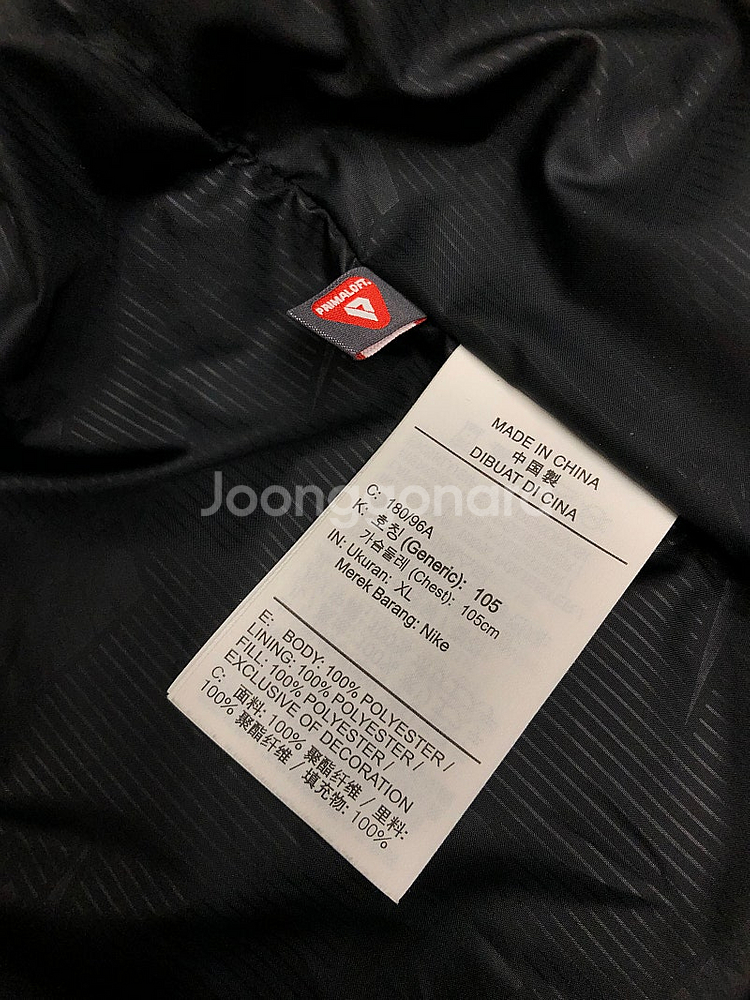 PRIMALOFT
MADE IN CHINA
中國製
DIBUAT DI CINA
Joonggonara
C: 180/96A
K: 호칭 (Generic): 105
가슴둘레 (Chest): 105cm
IN: Ukuran: XL
Merek Barang: Nike
E: BODY: 100% POLYESTER /
LINING: 100% POLYESTER /
FILL: 100% POLYESTER /
EXCLUSIVE OF DECORATION
C: 面料: 100% 聚酯纤维 / 里料:
100% 聚酯纤维 / 填充物: 100%